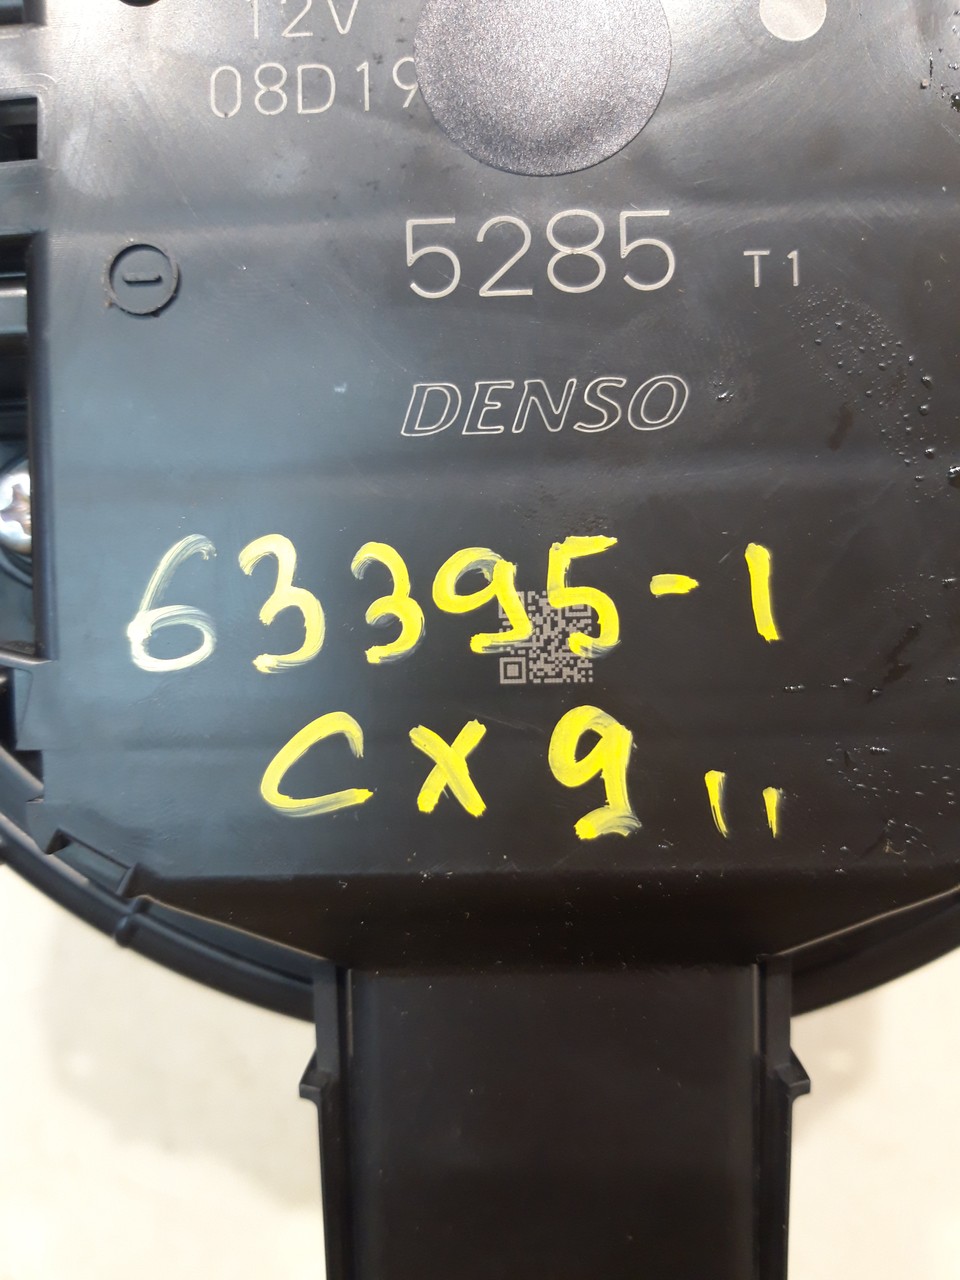 12V
08D19
5285 T1
DENSO
63395-1
CX9 "